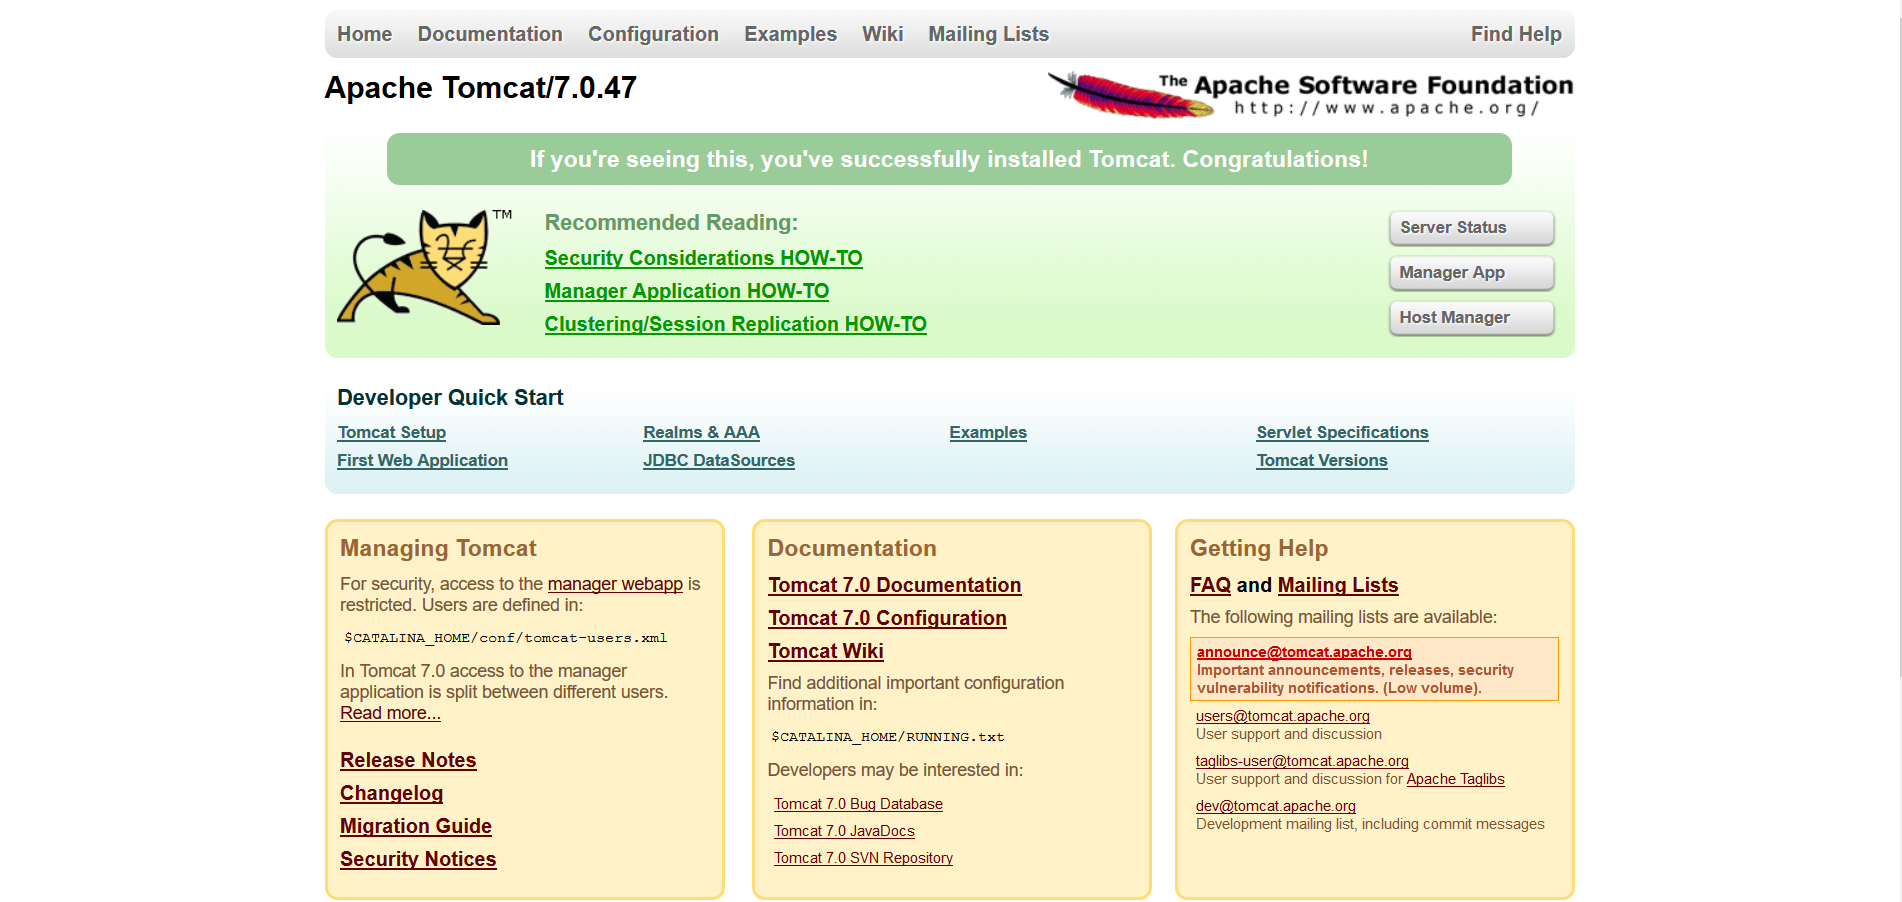 Home Documentation Configuration Examples Wiki Mailing Lists Find Help
Apache Tomcat/7.0.47
The Apache Software Foundation
http://www.apache.org/
If you're seeing this, you've successfully installed Tomcat. Congratulations!
TM
Recommended Reading:
Security Considerations HOW-TO
Manager Application HOW-TO
Clustering/Session Replication HOW-TO
Server Status
Manager App
Host Manager
Developer Quick Start
Tomcat Setup
First Web Application
Realms & AAA
JDBC DataSources
Examples
Servlet Specifications
Tomcat Versions
Managing Tomcat
For security, access to the manager webapp is
restricted. Users are defined in:
$CATALINA_HOME/conf/tomcat-users.xml
In Tomcat 7.0 access to the manager
application is split between different users.
Read more...
Release Notes
Changelog
Migration Guide
Security Notices
Documentation
Tomcat 7.0 Documentation
Tomcat 7.0 Configuration
Tomcat Wiki
Find additional important configuration
information in:
$CATALINA_HOME/RUNNING.txt
Developers may be interested in:
Tomcat 7.0 Bug Database
Tomcat 7.0 JavaDocs
Tomcat 7.0 SVN Repository
Getting Help
FAQ and Mailing Lists
The following mailing lists are available:
announce@tomcat.apache.org
Important announcements, releases, security
vulnerability notifications. (Low volume).
users@tomcat.apache.org
User support and discussion
taglibs-user@tomcat.apache.org
User support and discussion for Apache Taglibs
dev@tomcat.apache.org
Development mailing list, including commit messages